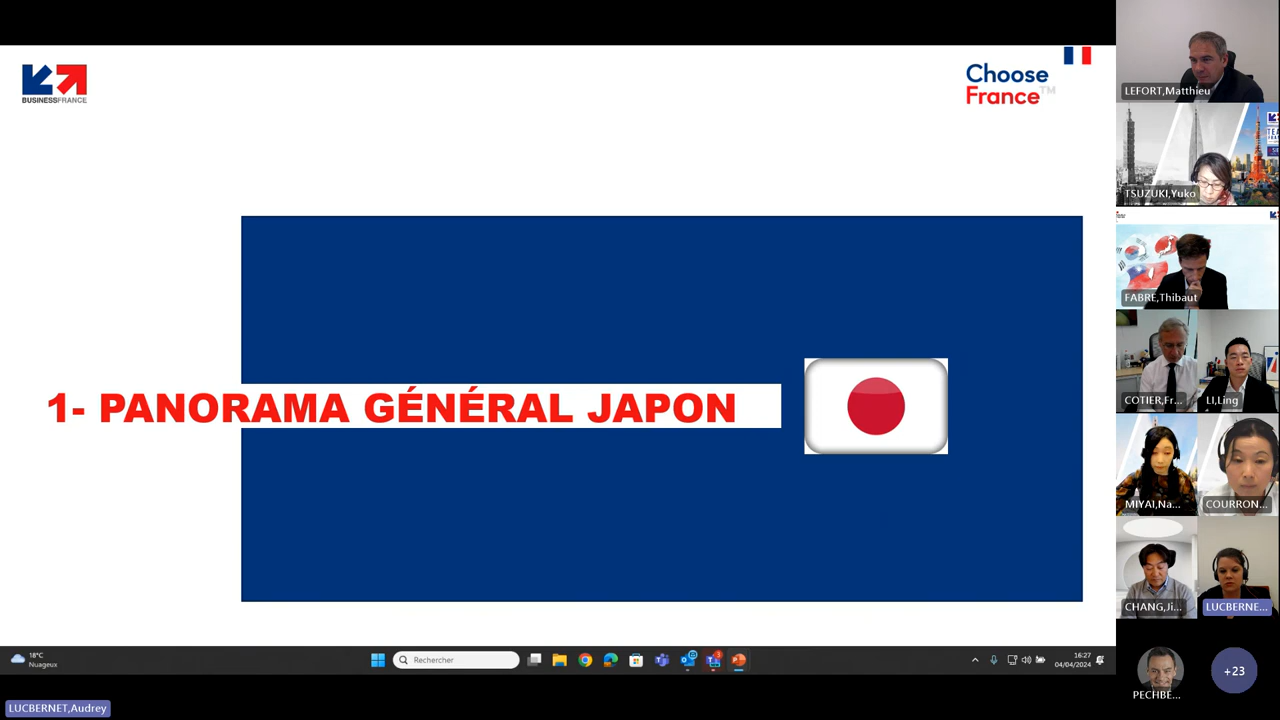 BUSINESSFRANCE
Choose
France™
1- PANORAMA GÉNÉRAL JAPON
LEFORT,Matthieu
TSUZUKI,Yuko
FABRE,Thibaut
COTIER,Fr...
LI,Ling
MIYAI,Na...
COURRON...
CHANG,Ji...
LUCBERNE...
PECHBE...
+23
18°C
Nuageux
Rechercher
16:27
04/04/2024
LUCBERNET,Audrey